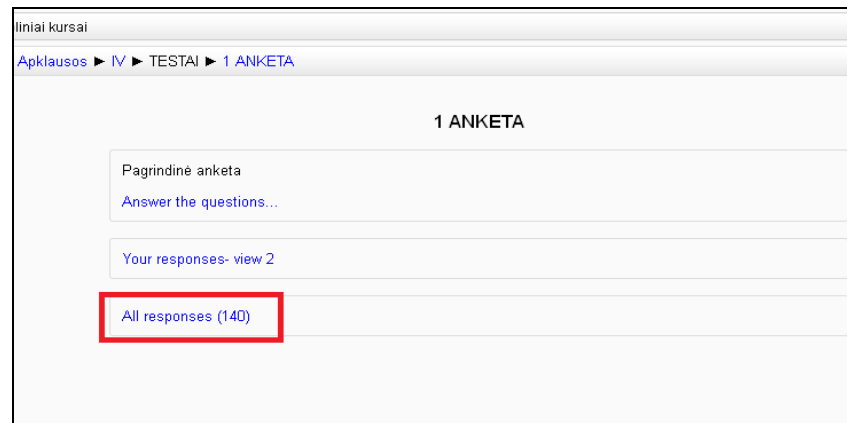 liniai kursai
Apklausos ► IV ► TESTAI ► 1 ANKETA
1 ANKETA
Pagrindinė anketa
Answer the questions...
Your responses- view 2
All responses (140)